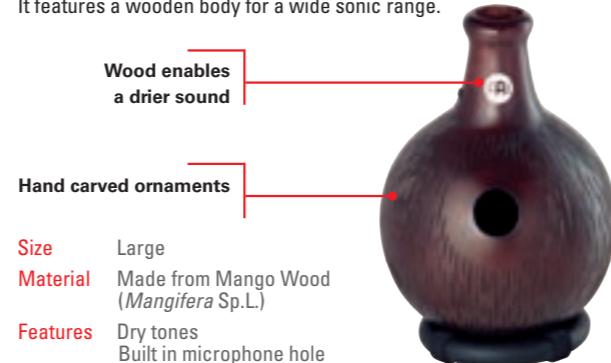 It features a wooden body for a wide sonic range.
Wood enables
a drier sound
Hand carved ornaments
Size Large
Material Made from Mango Wood
(Mangifera Sp.L.)
Features Dry tones
Built in microphone hole